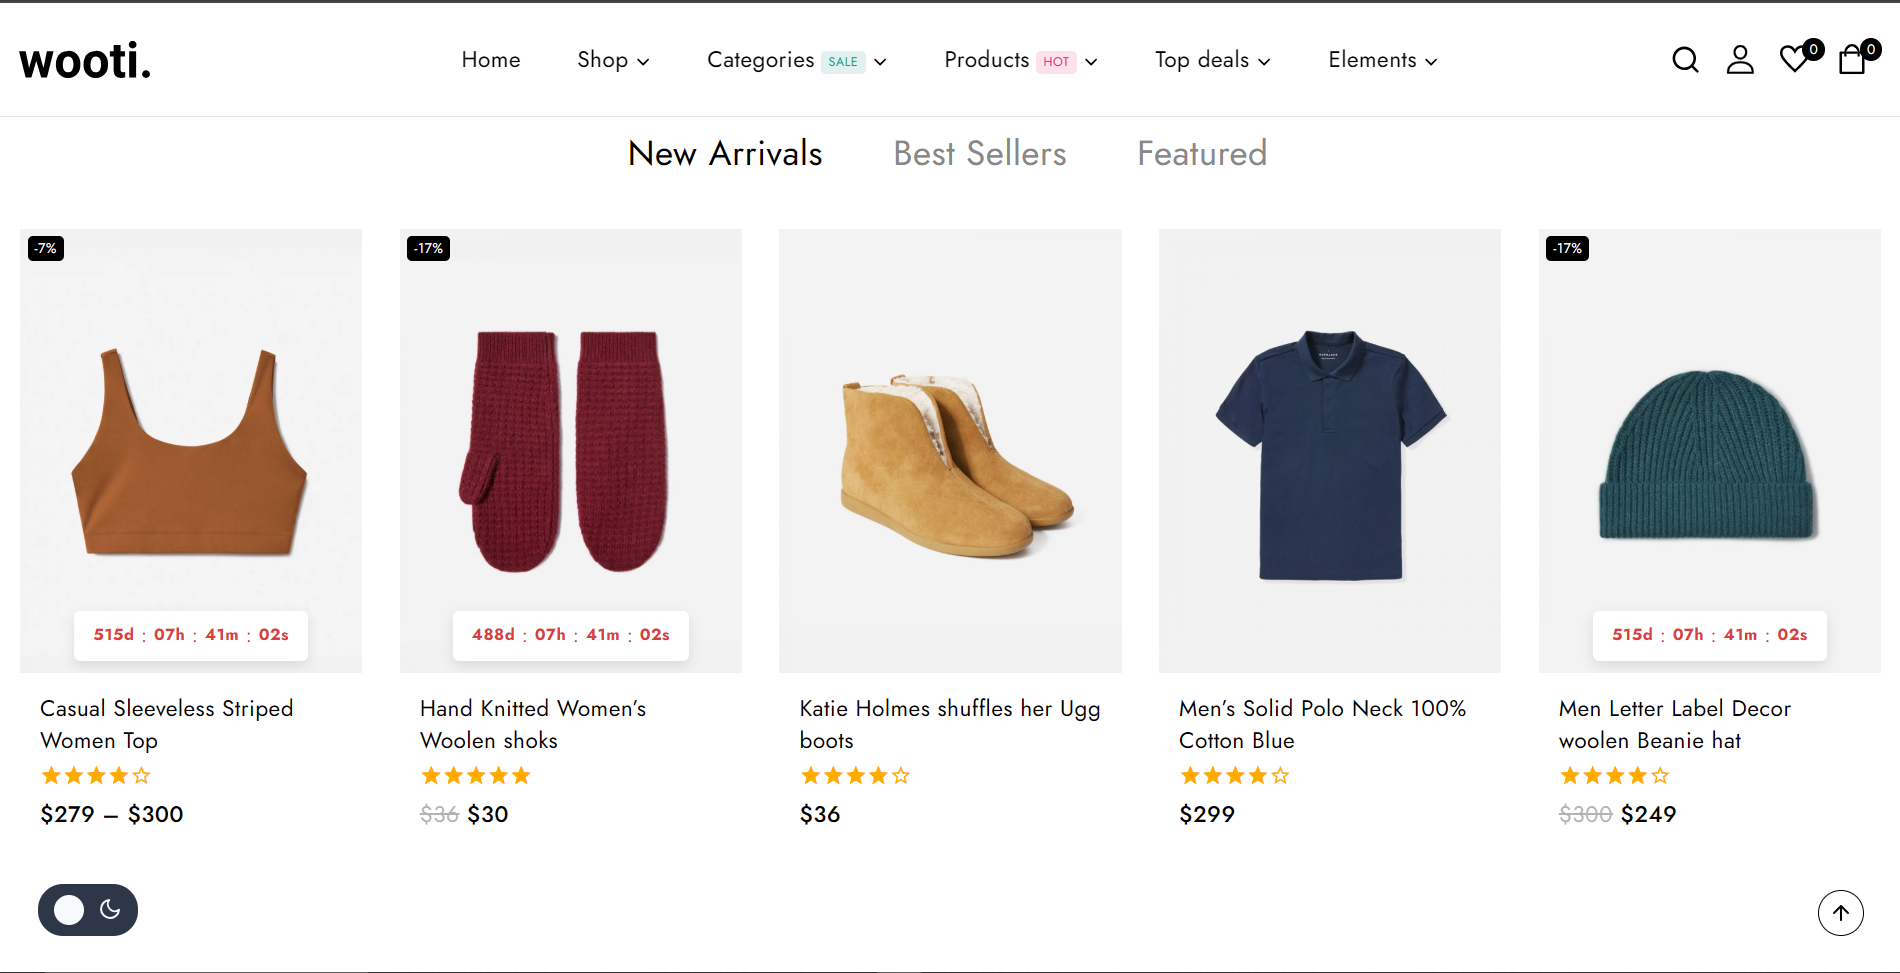 wooti.
Home
Shop
Categories SALE
Products HOT
Top deals
Elements
0
0
New Arrivals
Best Sellers
Featured
-7%
-17%
-17%
515d : 07h : 41m : 02s
488d : 07h : 41m : 02s
515d : 07h : 41m : 02s
Casual Sleeveless Striped
Women Top
$279 – $300
Hand Knitted Women’s
Woolen shoks
$36 $30
Katie Holmes shuffles her Ugg
boots
$36
Men’s Solid Polo Neck 100%
Cotton Blue
$299
Men Letter Label Decor
woolen Beanie hat
$300 $249